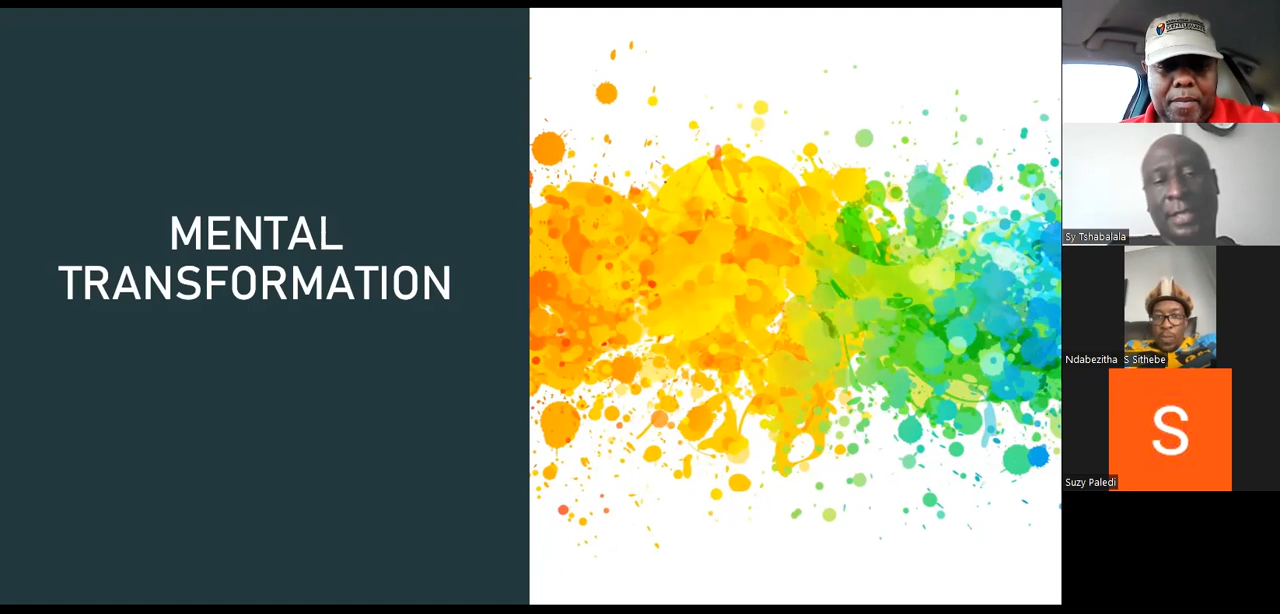 MENTAL
TRANSFORMATION
Sy Tshabalala
Ndabezitha S Sithebe
S
Suzy Paledi